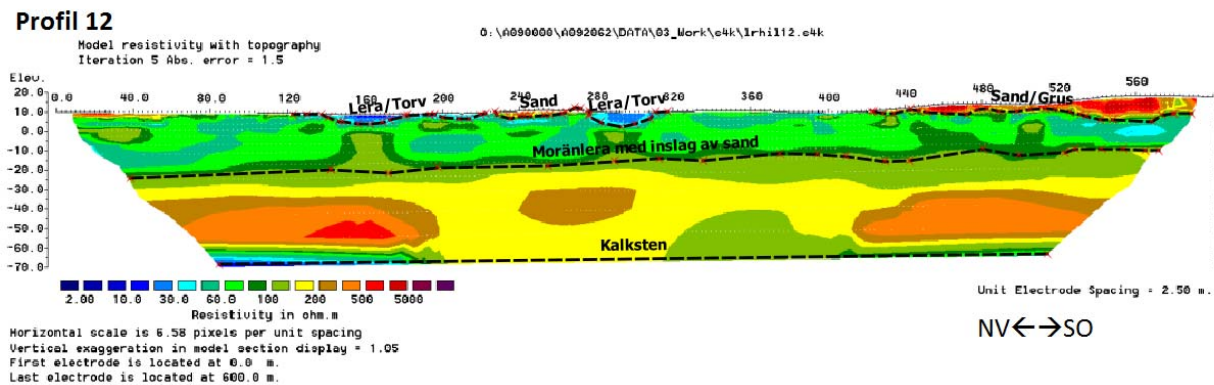 Profil 12
Model resistivity with topography
Iteration 5 Abs. error = 1.5
O:\A090000\A092062\DATA\03_Work\c4k\lrhil12.c4k
Elev.
20.0
10.0
0.0
-10.0
-20.0
-30.0
-40.0
-50.0
-60.0
-70.0
0.0 40.0 80.0 120 160 200 240 280 320 360 400 440 480 520 560
Lera/Torv Sand Lera/Torv Sand/Grus
Moränlera med inslag av sand
Kalksten
2.00 10.0 30.0 60.0 100 200 500 5000
Resistivity in ohm.m
Unit Electrode Spacing = 2.50 m.
Horizontal scale is 6.58 pixels per unit spacing
Vertical exaggeration in model section display = 1.05
First electrode is located at 0.0 m.
Last electrode is located at 600.0 m.
NV←→SO